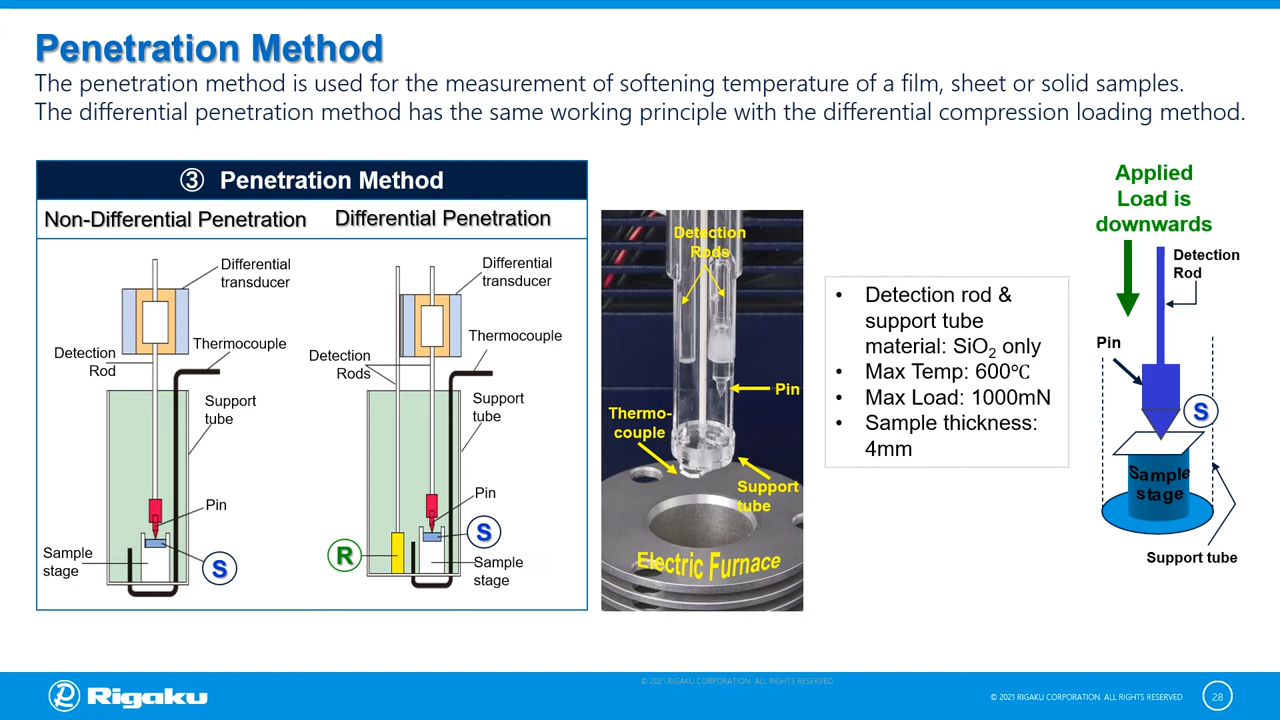 Penetration Method
The penetration method is used for the measurement of softening temperature of a film, sheet or solid samples.
The differential penetration method has the same working principle with the differential compression loading method.
③ Penetration Method
Non-Differential Penetration
Differential Penetration
Differential
transducer
Thermocouple
Detection
Rod
Support
tube
Pin
Sample
stage
S
Differential
transducer
Thermocouple
Detection
Rods
Support
tube
Pin
S
R
Sample
stage
Detection
Rods
Pin
Thermo-
couple
Support
tube
Electric Furnace
• Detection rod &
support tube
material: SiO₂ only
• Max Temp: 600℃
• Max Load: 1000mN
• Sample thickness:
4mm
Applied
Load is
downwards
Detection
Rod
Pin
S
Sample
stage
Support tube
Rigaku
© 2021 RIGAKU CORPORATION. ALL RIGHTS RESERVED
© 2021 RIGAKU CORPORATION. ALL RIGHTS RESERVED
28